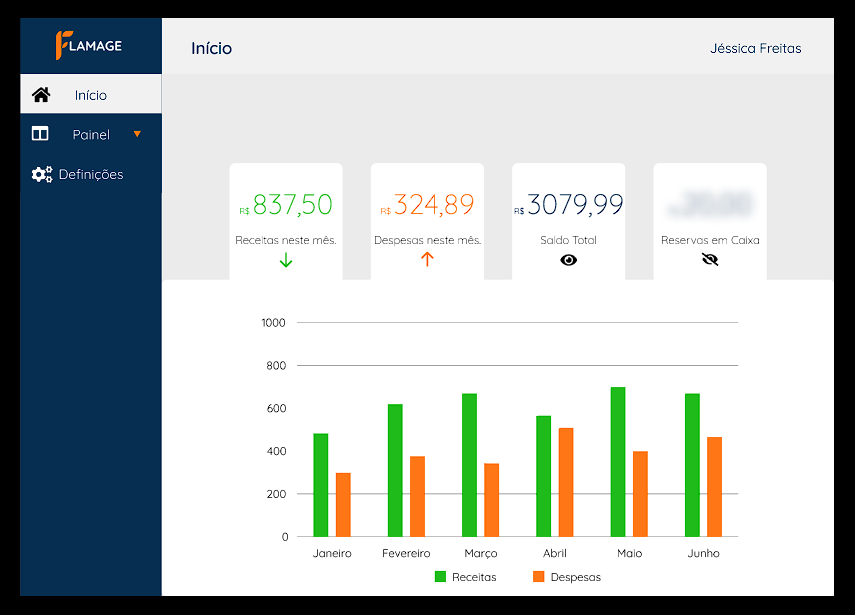 FLAMAGE
Início
Jéssica Freitas
Início
Painel
Definições
R$ 837,50
Receitas neste mês.
R$ 324,89
Despesas neste mês.
R$ 3079,99
Saldo Total
Reservas em Caixa
1000
800
600
400
200
0
Janeiro Fevereiro Março Abril Maio Junho
Receitas Despesas